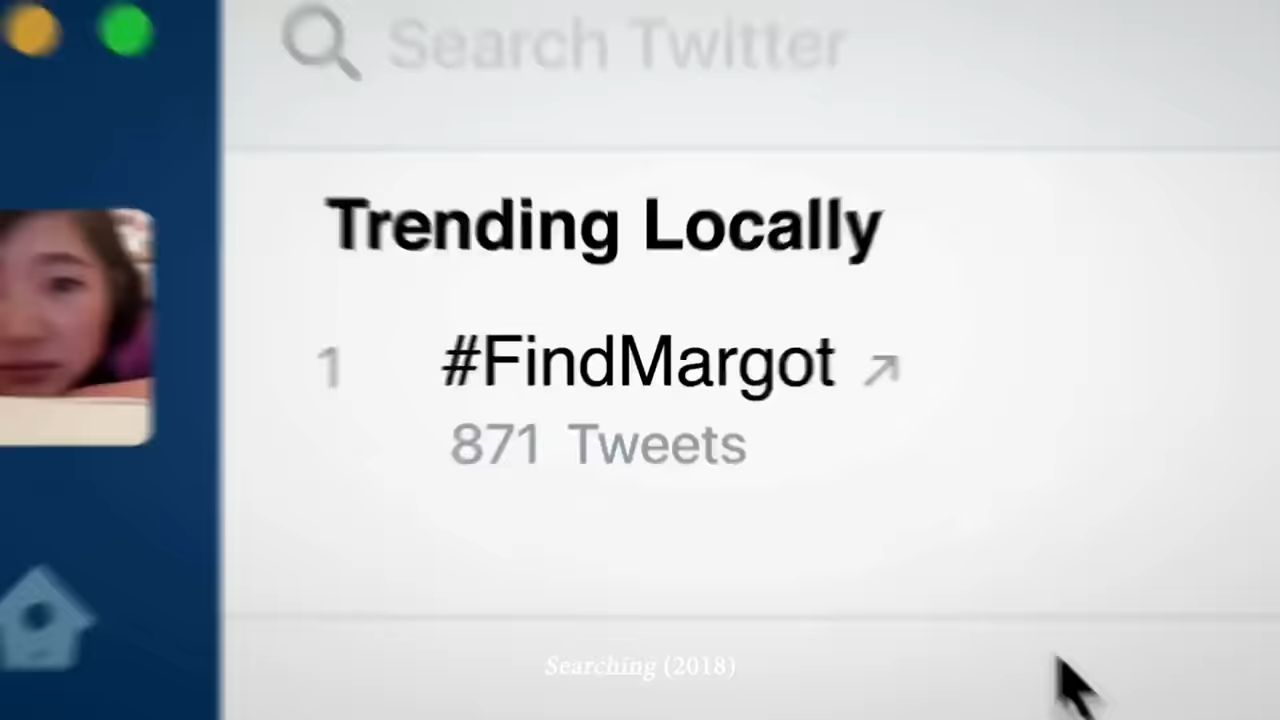 Search Twitter
Trending Locally
1 #FindMargot
871 Tweets
Searching (2018)